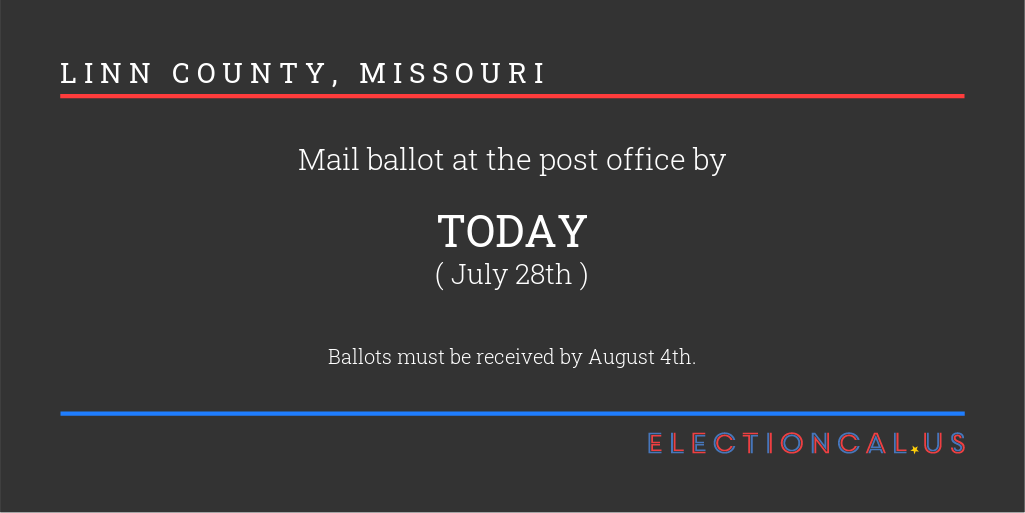 LINN COUNTY, MISSOURI
Mail ballot at the post office by
TODAY
( July 28th )
Ballots must be received by August 4th.
ELECTIONCAL.US